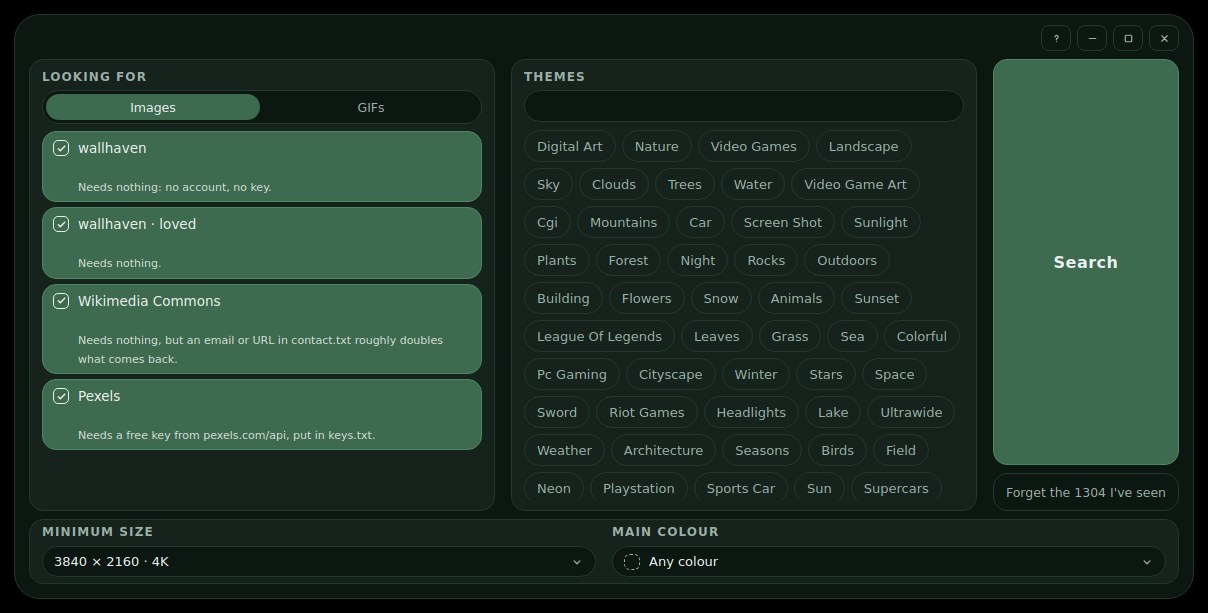 ?
LOOKING FOR
Images GIFs
wallhaven
Needs nothing: no account, no key.
wallhaven · loved
Needs nothing.
Wikimedia Commons
Needs nothing, but an email or URL in contact.txt roughly doubles
what comes back.
Pexels
Needs a free key from pexels.com/api, put in keys.txt.
THEMES
Digital Art Nature Video Games Landscape
Sky Clouds Trees Water Video Game Art
Cgi Mountains Car Screen Shot Sunlight
Plants Forest Night Rocks Outdoors
Building Flowers Snow Animals Sunset
League Of Legends Leaves Grass Sea Colorful
Pc Gaming Cityscape Winter Stars Space
Sword Riot Games Headlights Lake Ultrawide
Weather Architecture Seasons Birds Field
Neon Playstation Sports Car Sun Supercars
Search
Forget the 1304 I've seen
MINIMUM SIZE
3840 × 2160 · 4K
MAIN COLOUR
Any colour